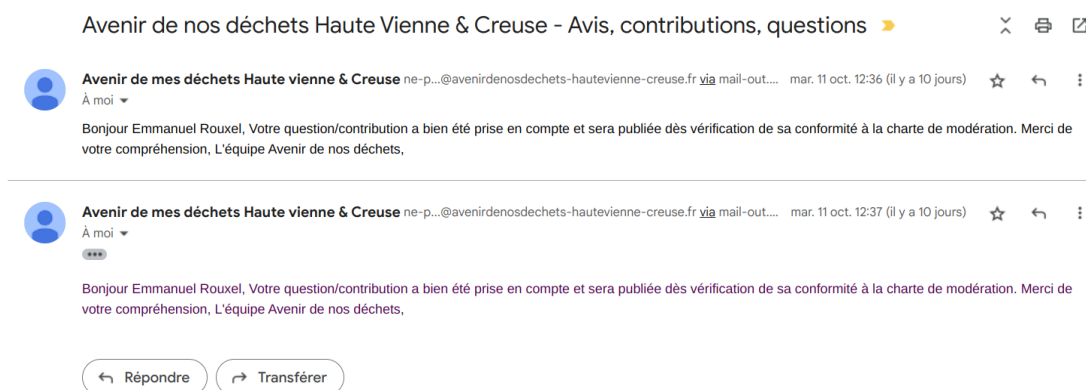 Avenir de nos déchets Haute Vienne & Creuse - Avis, contributions, questions
Avenir de mes déchets Haute vienne & Creuse ne-p...@avenirdenosdechets-hautevienne-creuse.fr via mail-out.... mar. 11 oct. 12:36 (il y a 10 jours)
À moi
Bonjour Emmanuel Rouxel, Votre question/contribution a bien été prise en compte et sera publiée dès vérification de sa conformité à la charte de modération. Merci de
votre compréhension, L'équipe Avenir de nos déchets,
Avenir de mes déchets Haute vienne & Creuse ne-p...@avenirdenosdechets-hautevienne-creuse.fr via mail-out.... mar. 11 oct. 12:37 (il y a 10 jours)
À moi
Bonjour Emmanuel Rouxel, Votre question/contribution a bien été prise en compte et sera publiée dès vérification de sa conformité à la charte de modération. Merci de
votre compréhension, L'équipe Avenir de nos déchets,
Répondre Transférer